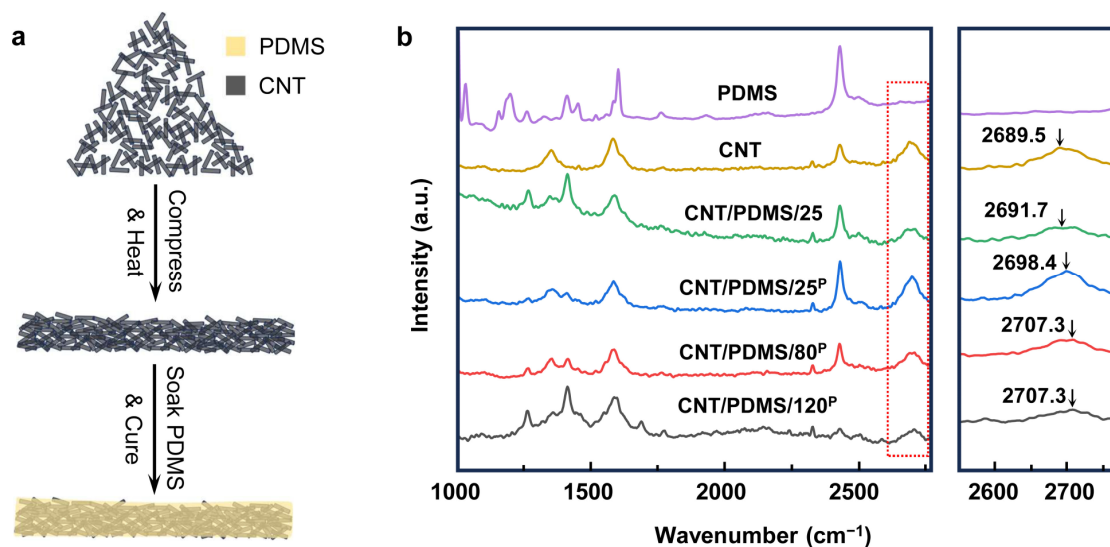 a
PDMS
CNT
Compress
& Heat
Soak PDMS
& Cure
b
Intensity (a.u.)
PDMS
CNT
CNT/PDMS/25
CNT/PDMS/25ᴾ
CNT/PDMS/80ᴾ
CNT/PDMS/120ᴾ
1000
1500
2000
2500
2689.5
2691.7
2698.4
2707.3
2707.3
2600
2700
Wavenumber (cm⁻¹)